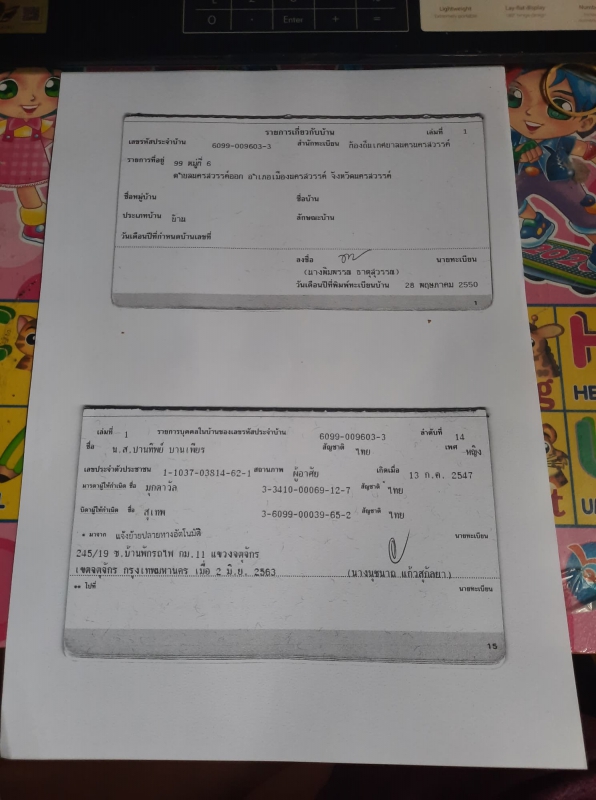 Enter
Lightweight
Lay-flat display
รายการเกี่ยวกับบ้าน เล่มที่ 1
เลขรหัสประจำบ้าน 6099-009603-3 สำนักทะเบียน ท้องถิ่นเทศบาลนครนครสวรรค์
รายการที่อยู่ 99 หมู่ที่ 6
ตำบลนครสวรรค์ออก อำเภอเมืองนครสวรรค์ จังหวัดนครสวรรค์
ชื่อหมู่บ้าน ชื่อบ้าน
ประเภทบ้าน บ้าน ลักษณะบ้าน
วันเดือนปีที่กำหนดบ้านเลขที่
ลงชื่อ นายทะเบียน
(นางพิมพรรณ ธาตุสุวรรณ)
วันเดือนปีที่พิมพ์ทะเบียนบ้าน 28 พฤษภาคม 2550
1
เล่มที่ 1 รายการบุคคลในบ้านของเลขรหัสประจำบ้าน 6099-009603-3 ลำดับที่ 14
ชื่อ น.ส.ปานทิพย์ บานเพียร สัญชาติ ไทย เพศ หญิง
เลขประจำตัวประชาชน 1-1037-03814-62-1 สถานภาพ ผู้อาศัย เกิดเมื่อ 13 ก.ค. 2547
มารดาผู้ให้กำเนิด ชื่อ มุกดาวัล 3-3410-00069-12-7 สัญชาติ ไทย
บิดาผู้ให้กำเนิด ชื่อ สุเทพ 3-6099-00039-65-2 สัญชาติ ไทย
* มาจาก แจ้งย้ายปลายทางอัตโนมัติ นายทะเบียน
245/19 ซ.บ้านพักรถไฟ กม.11 แขวงจตุจักร
เขตจตุจักร กรุงเทพมหานคร เมื่อ 2 มิ.ย. 2563 (นางนุชนาถ แก้วสุกัลยา)
** ไปที่ นายทะเบียน
15